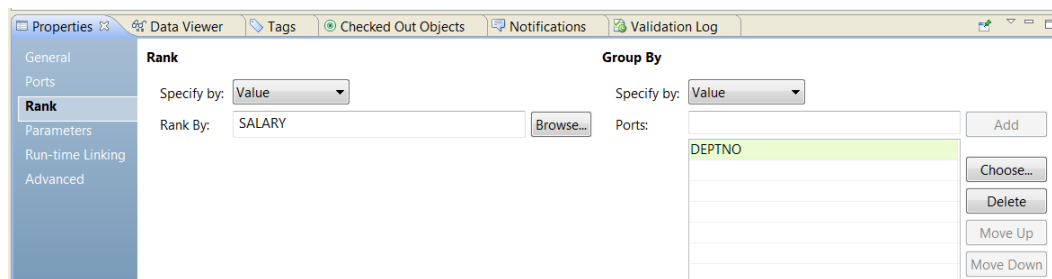 Properties Data Viewer Tags Checked Out Objects Notifications Validation Log
General
Ports
Rank
Parameters
Run-time Linking
Advanced
Rank
Specify by: Value
Rank By: SALARY Browse...
Group By
Specify by: Value
Ports: Add
DEPTNO
Choose...
Delete
Move Up
Move Down